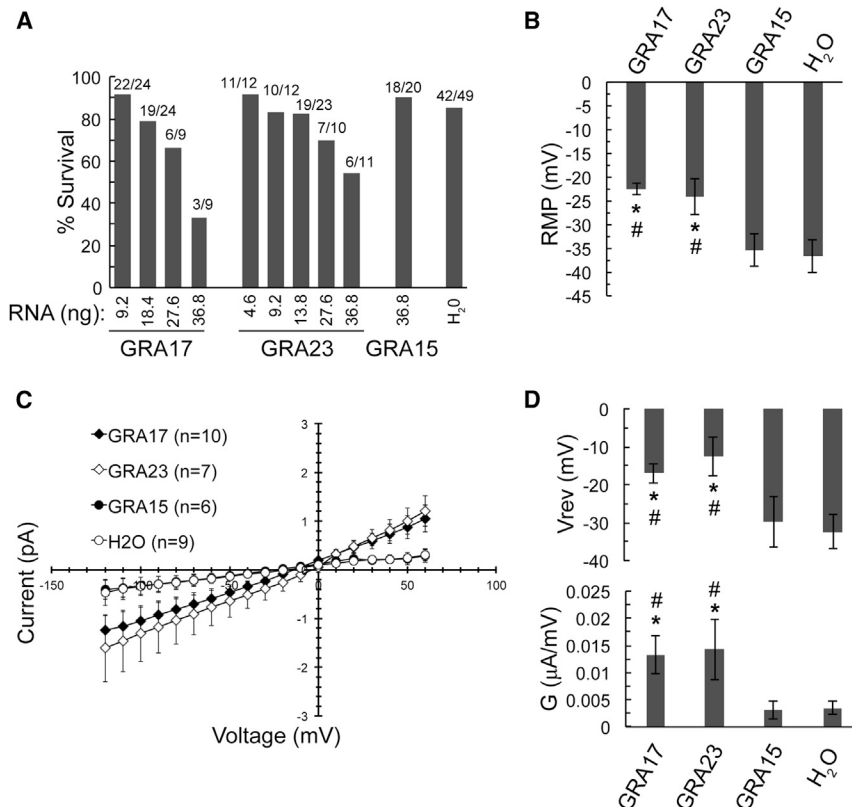 A
% Survival
100
80
60
40
20
0
22/24
19/24
6/9
3/9
11/12
10/12
19/23
7/10
6/11
18/20
42/49
RNA (ng):
9.2
18.4
27.6
36.8
4.6
9.2
13.8
27.6
36.8
36.8
H₂0
GRA17
GRA23
GRA15
B
GRA17
GRA23
GRA15
H₂O
RMP (mV)
0
-5
-10
-15
-20
-25
-30
-35
-40
-45
*
#
*
#
C
GRA17 (n=10)
GRA23 (n=7)
GRA15 (n=6)
H2O (n=9)
Current (pA)
3
2
1
0
-1
-2
-3
-150
-100
-50
0
50
100
Voltage (mV)
D
Vrev (mV)
0
-10
-20
-30
-40
*
#
*
#
G (µA/mV)
0.025
0.02
0.015
0.01
0.005
0
#
*
#
*
GRA17
GRA23
GRA15
H₂O